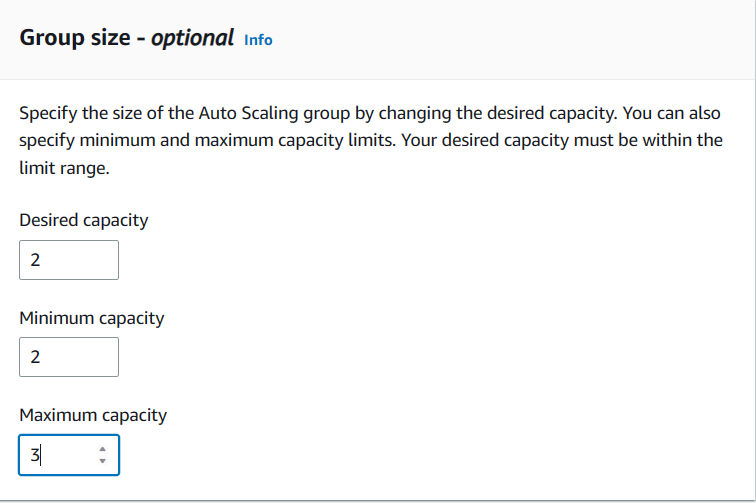 Group size - optional Info
Specify the size of the Auto Scaling group by changing the desired capacity. You can also
specify minimum and maximum capacity limits. Your desired capacity must be within the
limit range.
Desired capacity
2
Minimum capacity
2
Maximum capacity
3